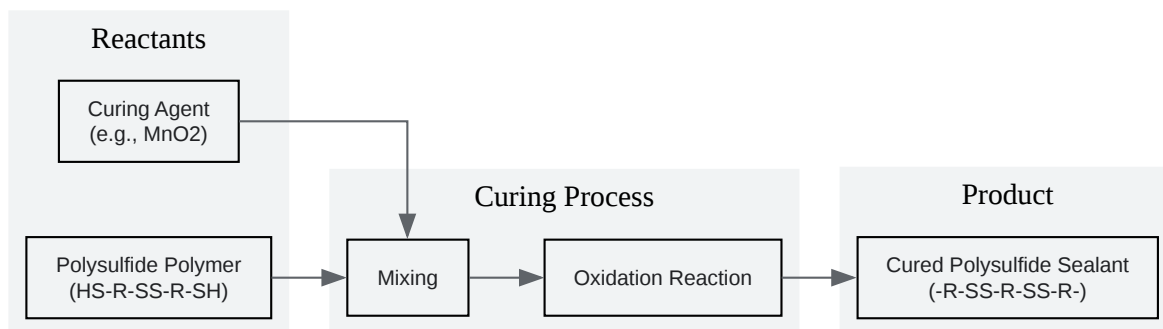 Reactants
Curing Agent
(e.g., MnO2)
Polysulfide Polymer
(HS-R-SS-R-SH)
Curing Process
Mixing
Oxidation Reaction
Product
Cured Polysulfide Sealant
(-R-SS-R-SS-R-)